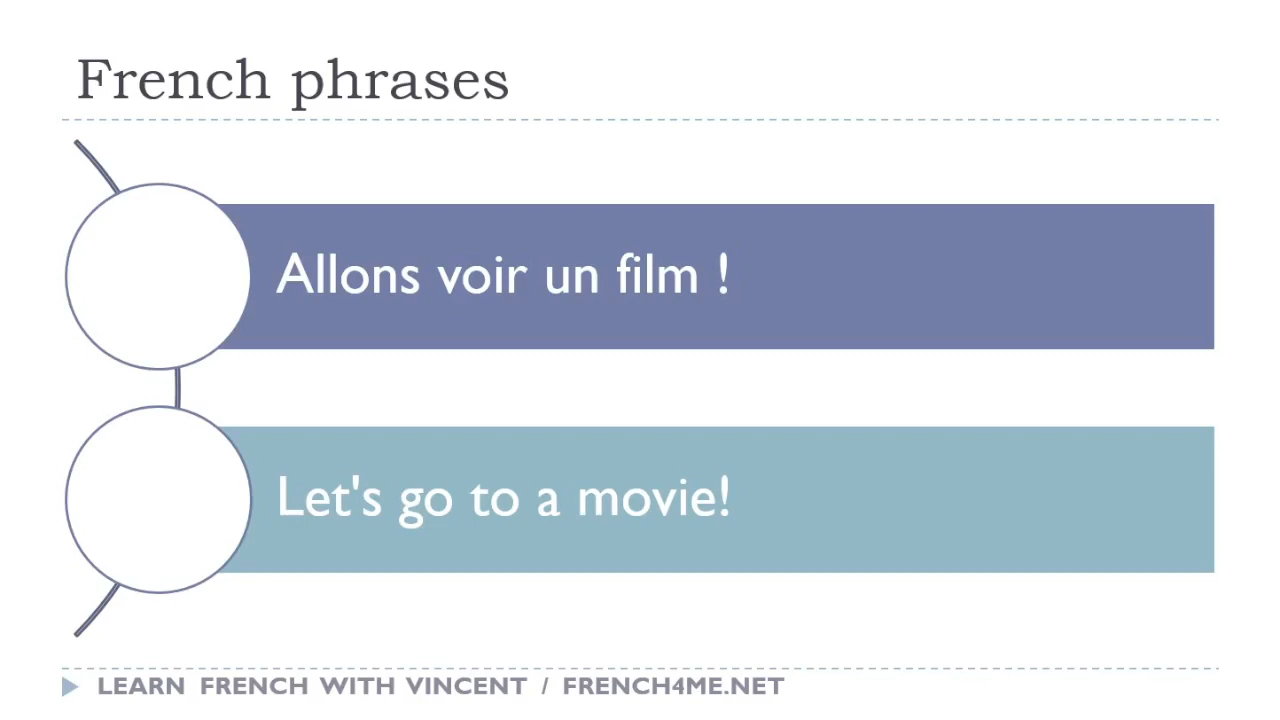 French phrases
Allons voir un film !
Let's go to a movie!
LEARN FRENCH WITH VINCENT / FRENCH4ME.NET